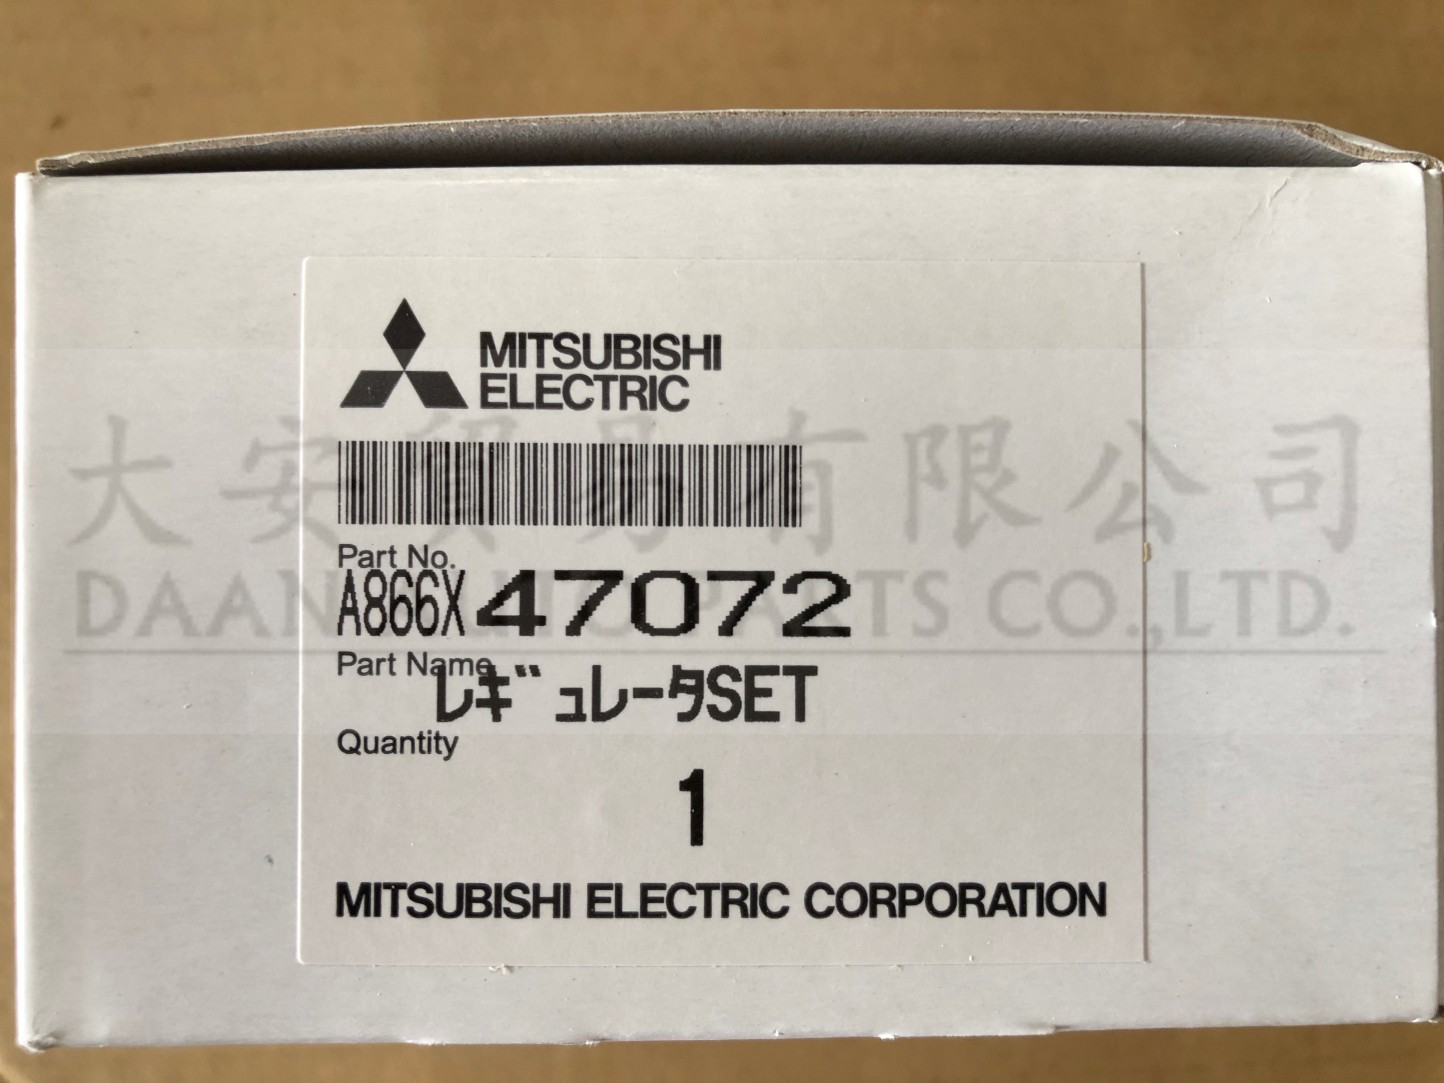 MITSUBISHI
ELECTRIC
大安貿易有限公司
Part No.
A866X47072
DAAN AUTO PARTS CO.,LTD.
Part Name
ﾚｷﾞｭﾚｰﾀSET
Quantity
1
MITSUBISHI ELECTRIC CORPORATION